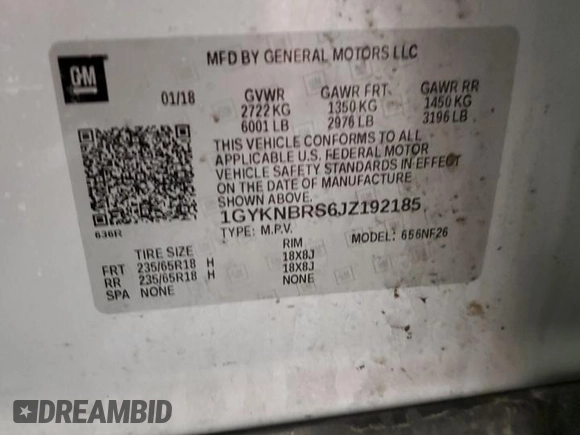 GM
MFD BY GENERAL MOTORS LLC
01/18 GVWR GAWR FRT GAWR RR
2722 KG 1350 KG 1450 KG
6001 LB 2976 LB 3196 LB
THIS VEHICLE CONFORMS TO ALL
APPLICABLE U.S. FEDERAL MOTOR
VEHICLE SAFETY STANDARDS IN EFFECT
ON THE DATE OF MANUFACTURE
SHOWN ABOVE.
1GYKNBRS6JZ192185
636R
TYPE: M.P.V. MODEL: 656NF26
TIRE SIZE RIM
FRT 235/65R18 H 18X8J
RR 235/65R18 H 18X8J
SPA NONE NONE
DREAMBID